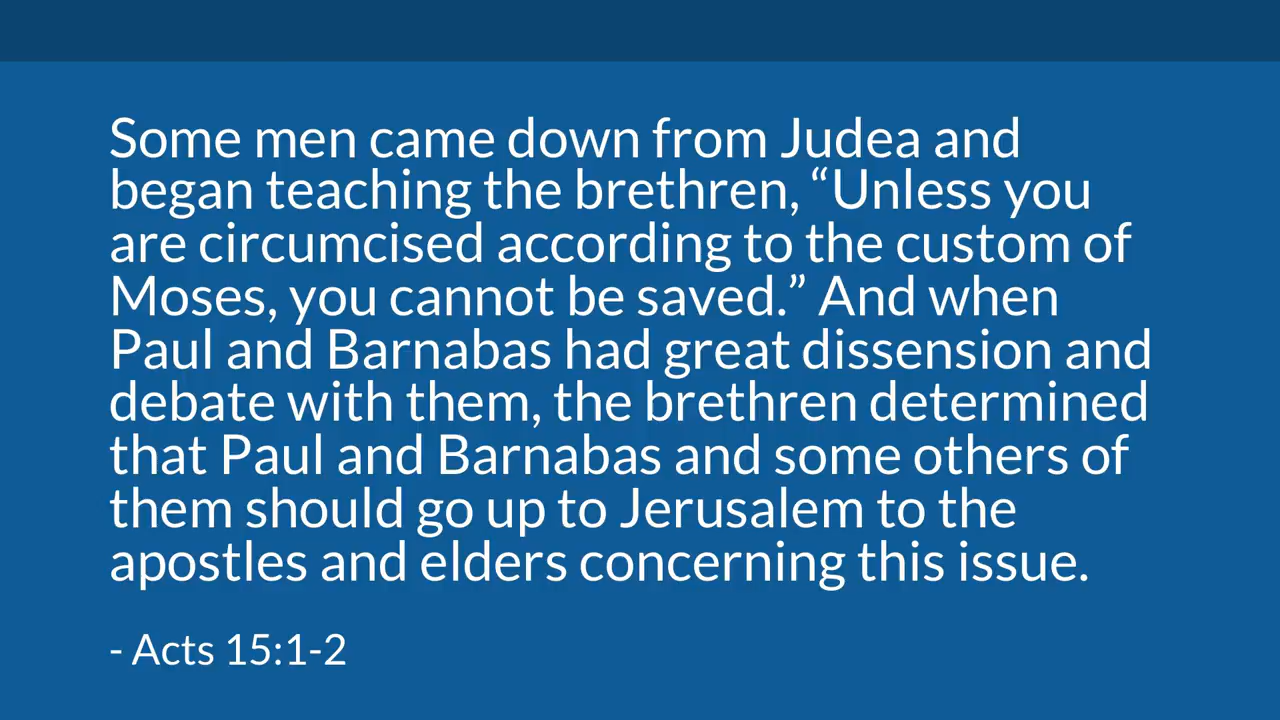 Some men came down from Judea and
began teaching the brethren, “Unless you
are circumcised according to the custom of
Moses, you cannot be saved.” And when
Paul and Barnabas had great dissension and
debate with them, the brethren determined
that Paul and Barnabas and some others of
them should go up to Jerusalem to the
apostles and elders concerning this issue.
- Acts 15:1-2